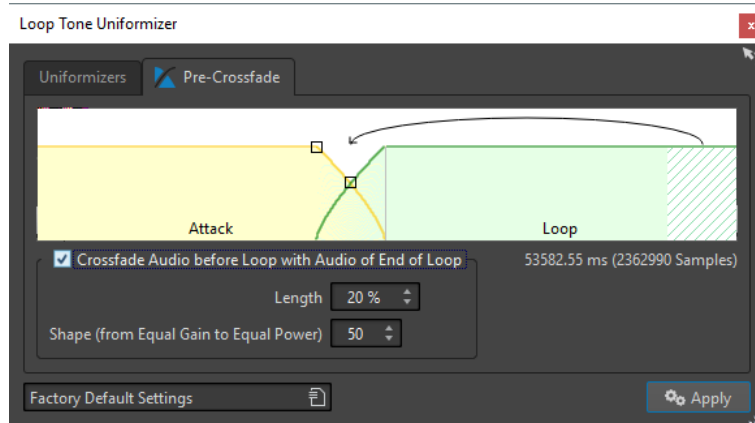 Loop Tone Uniformizer
x
Uniformizers Pre-Crossfade
Attack Loop
Crossfade Audio before Loop with Audio of End of Loop 53582.55 ms (2362990 Samples)
Length 20 %
Shape (from Equal Gain to Equal Power) 50
Factory Default Settings Apply